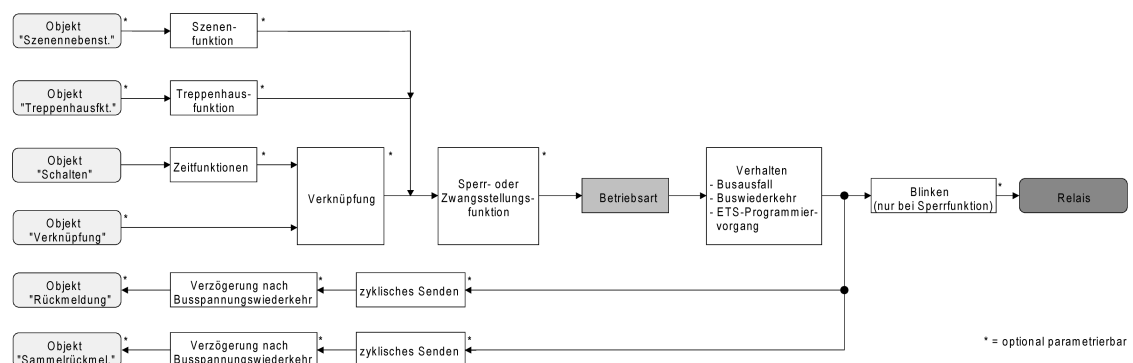 Objekt
"Szenennebenst."
*
Szenen-
funktion
*
Objekt
"Treppenhausfkt."
*
Treppenhaus-
funktion
*
Objekt
"Schalten"
Zeitfunktionen
*
Verknüpfung
*
Sperr- oder
Zwangsstellungs-
funktion
*
Betriebsart
Verhalten
- Busausfall
- Buswiederkehr
- ETS-Programmier-
vorgang
Blinken
(nur bei Sperrfunktion)
*
Relais
Objekt
"Verknüpfung"
*
Objekt
"Rückmeldung"
*
Verzögerung nach
Busspannungswiederkehr
*
zyklisches Senden
*
Objekt
"Sammelrückmel."
*
Verzögerung nach
Busspannungswiederkehr
*
zyklisches Senden
*
* = optional parametrierbar